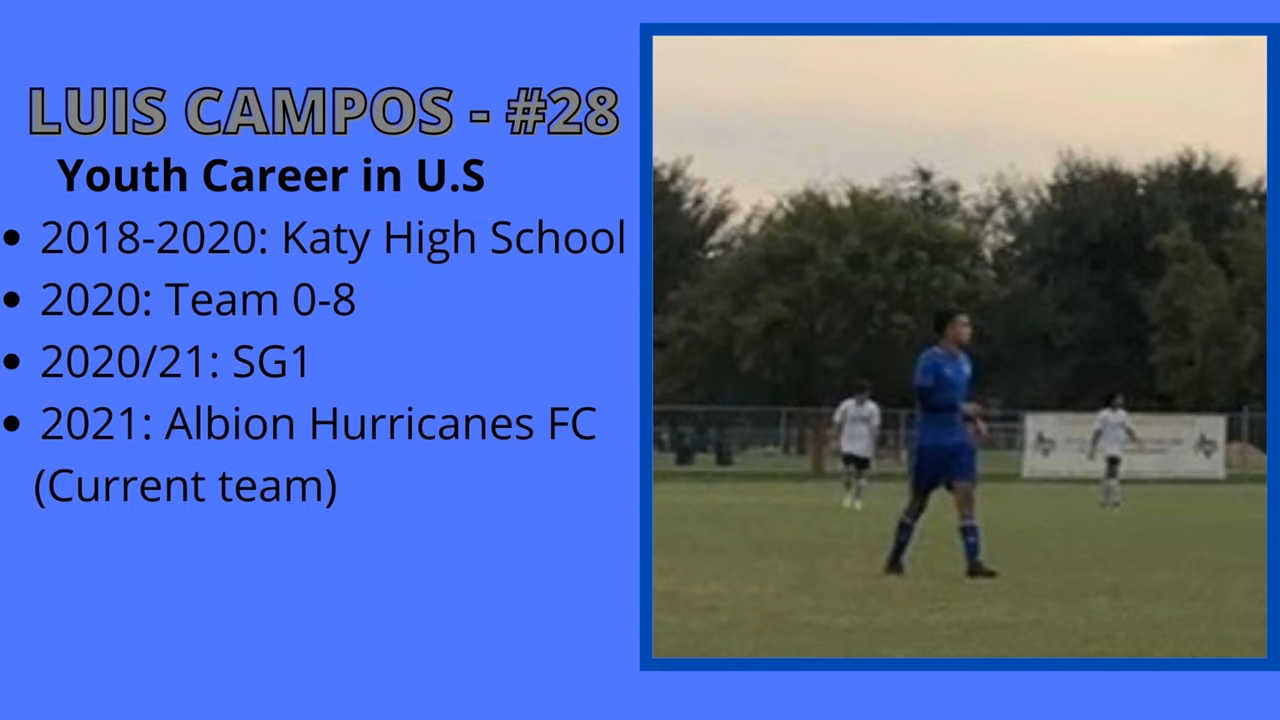 LUIS CAMPOS - #28
Youth Career in U.S
• 2018-2020: Katy High School
• 2020: Team 0-8
• 2020/21: SG1
• 2021: Albion Hurricanes FC
(Current team)